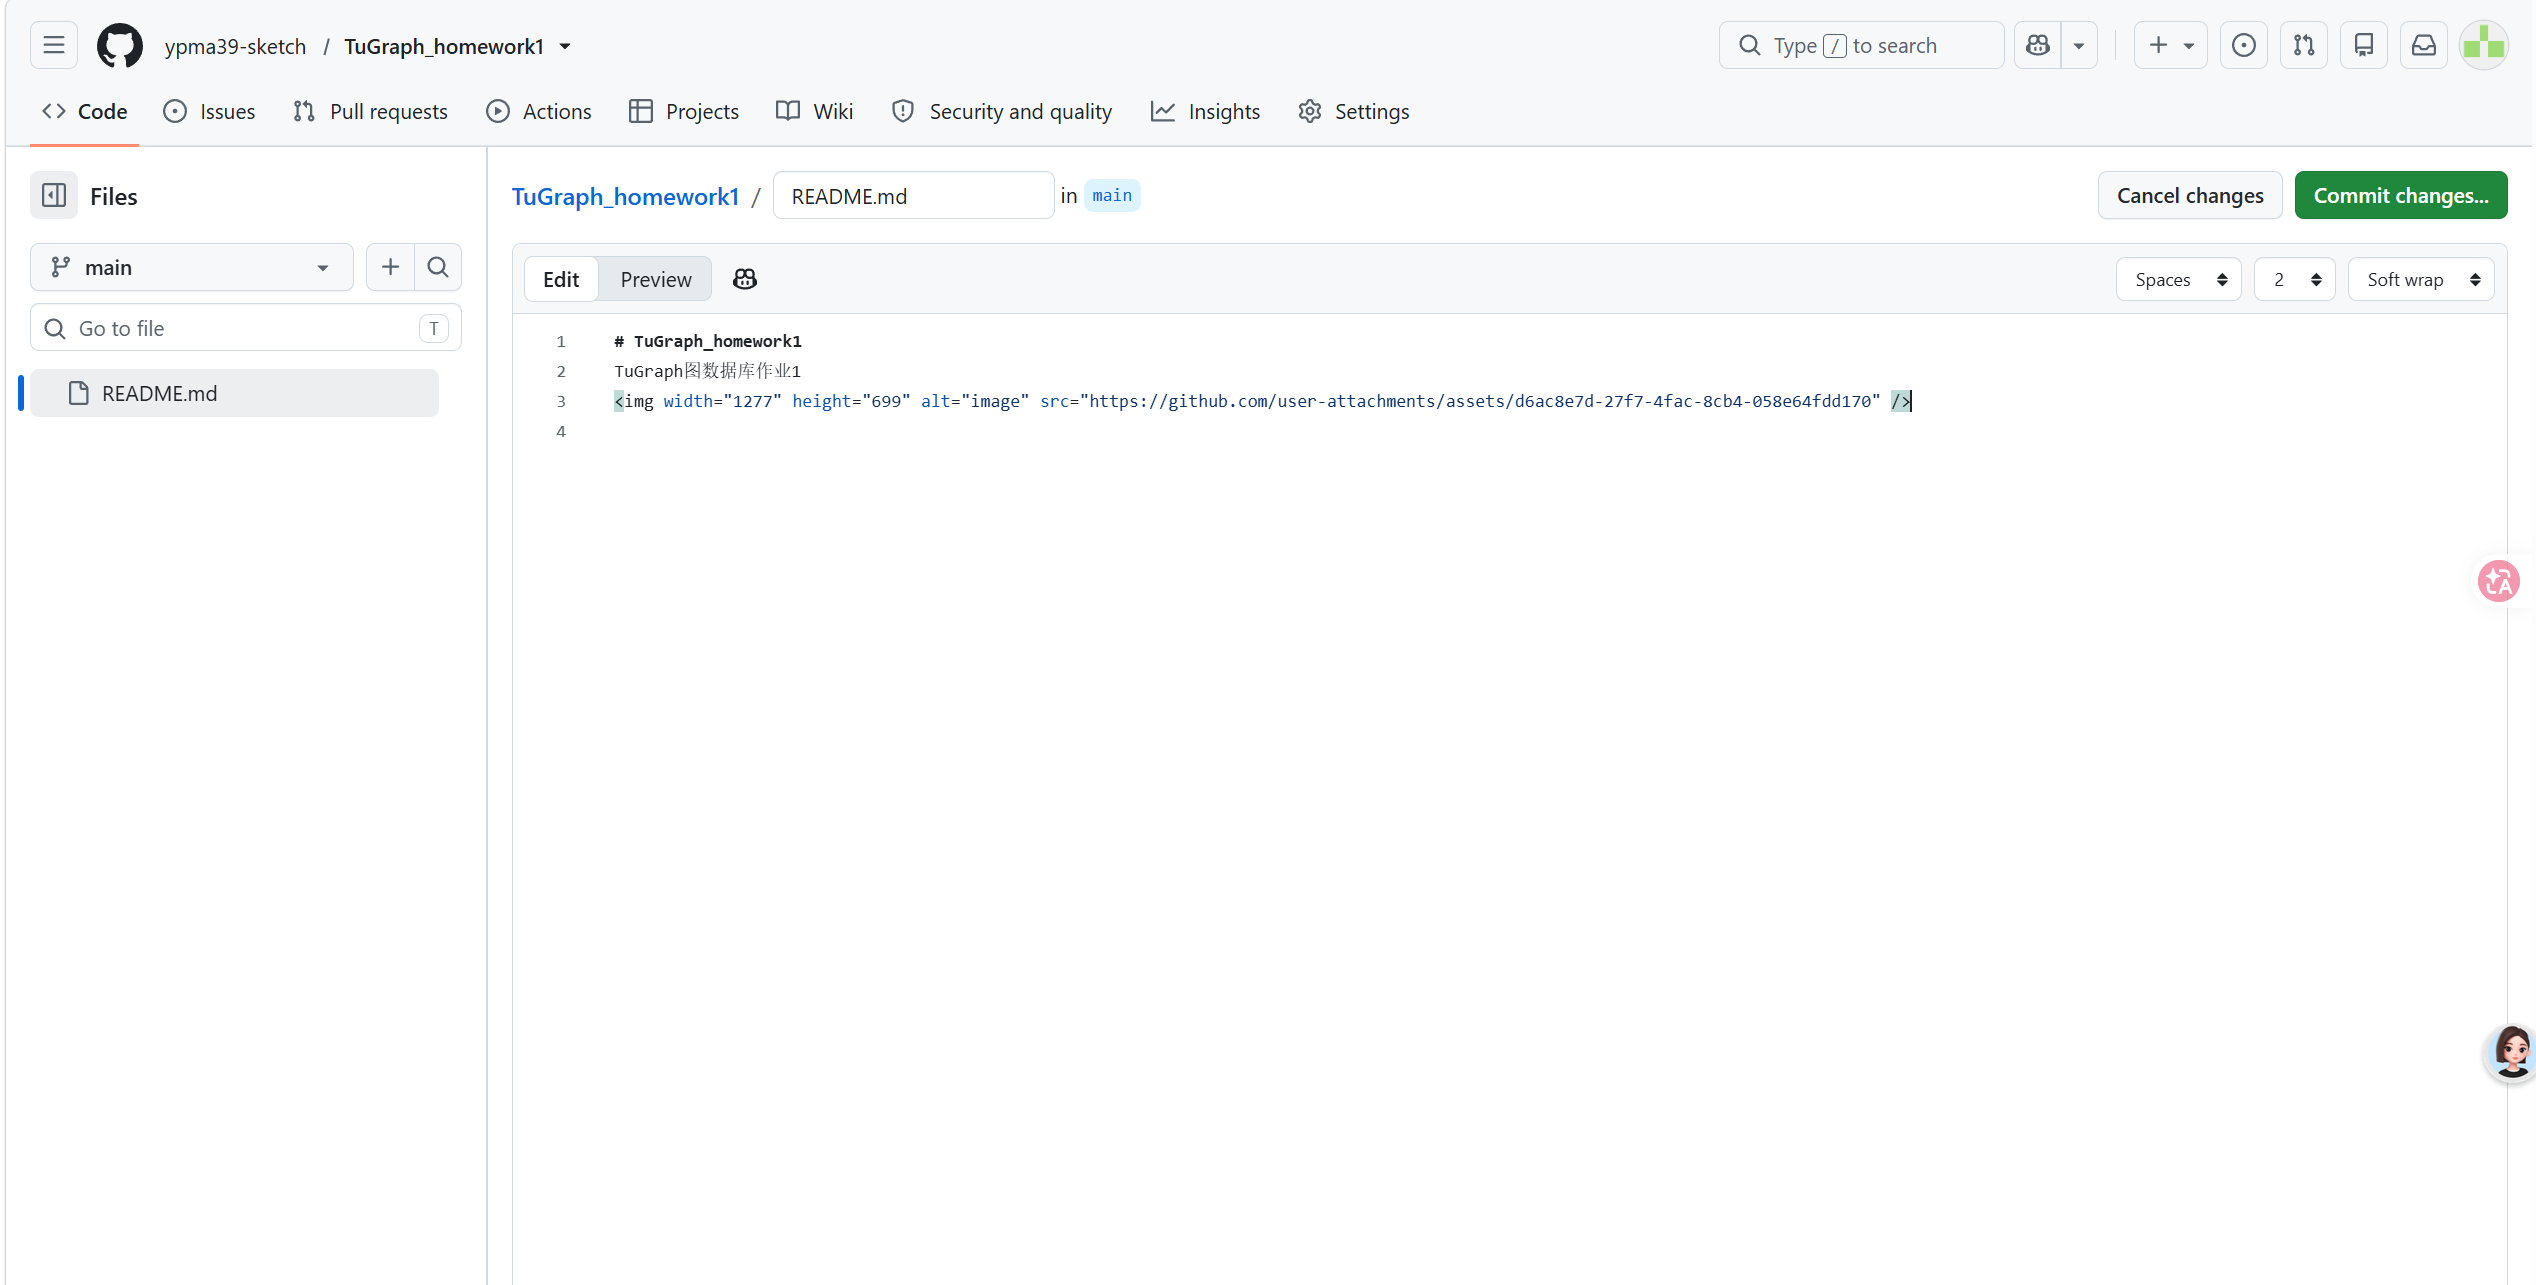 ypma39-sketch / TuGraph_homework1
Type / to search
Code Issues Pull requests Actions Projects Wiki Security and quality Insights Settings
Files
TuGraph_homework1 / README.md in main
Cancel changes Commit changes...
main
Edit Preview
Spaces 2 Soft wrap
Go to file T
README.md
1 # TuGraph_homework1
2 TuGraph图数据库作业1
3 <img width="1277" height="699" alt="image" src="https://github.com/user-attachments/assets/d6ac8e7d-27f7-4fac-8cb4-058e64fdd170" />
4